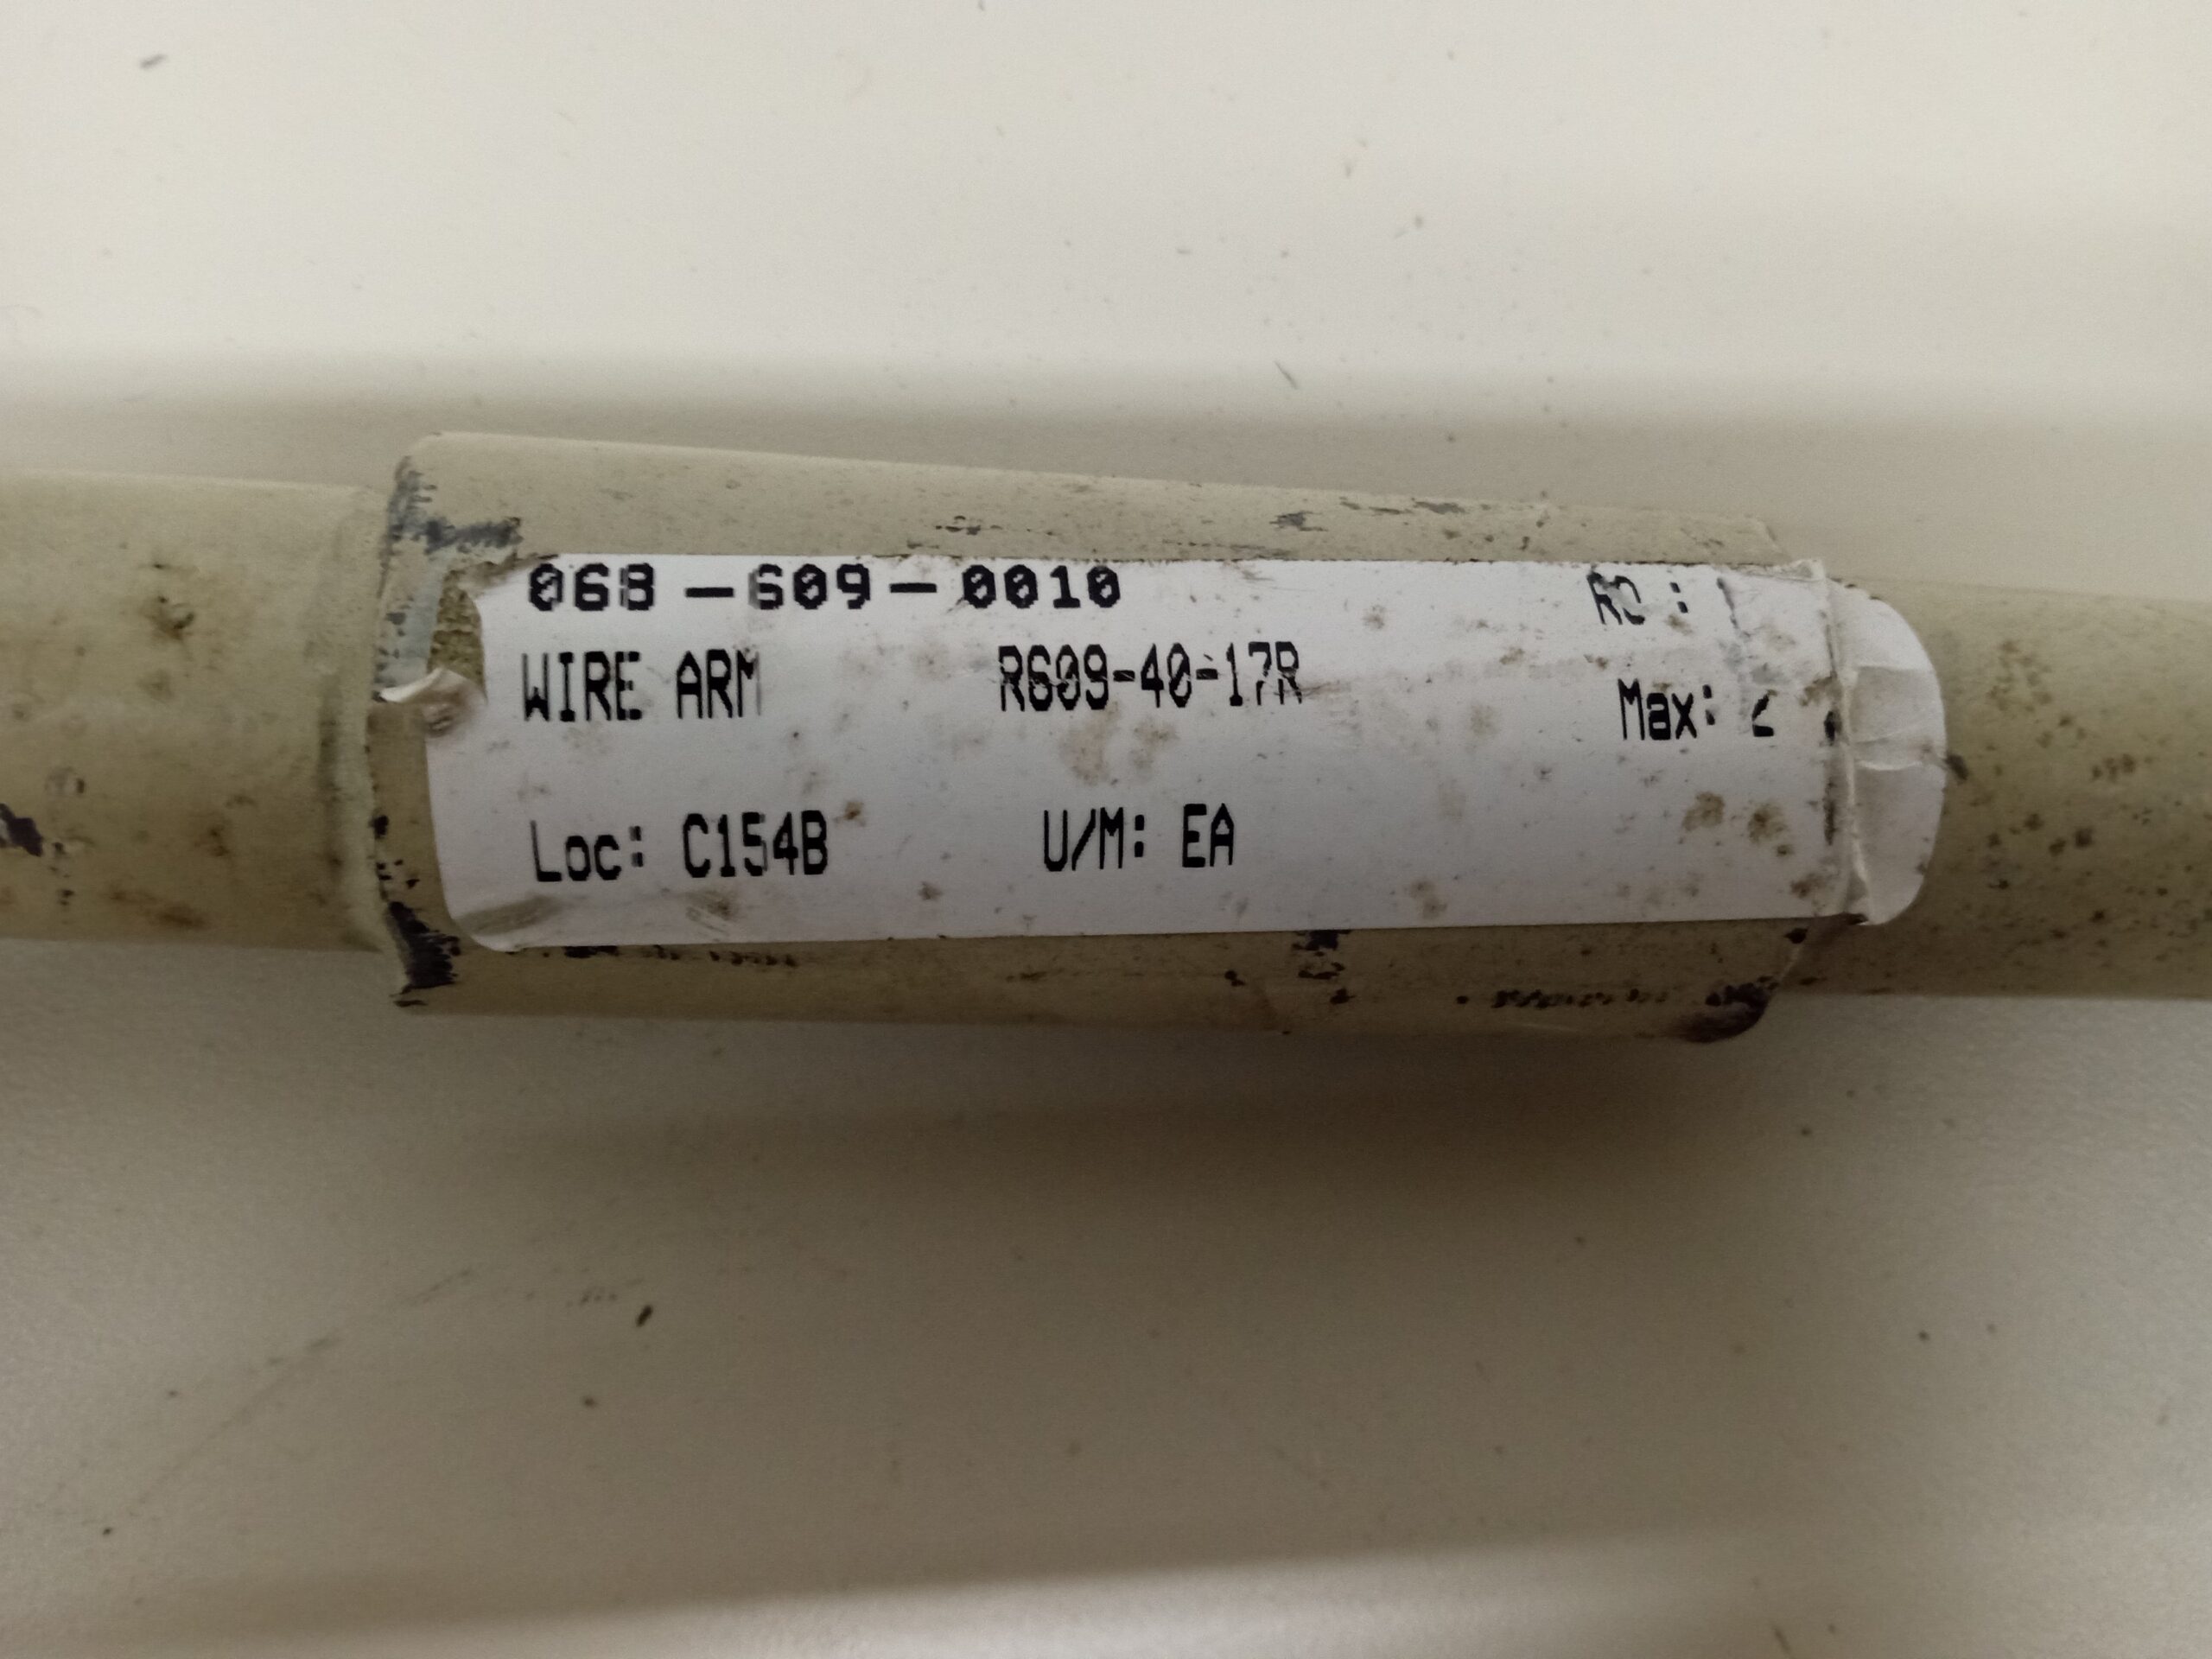 068-609-0010
WIRE ARM R609-40-17R Max:
Loc: C154B U/M: EA